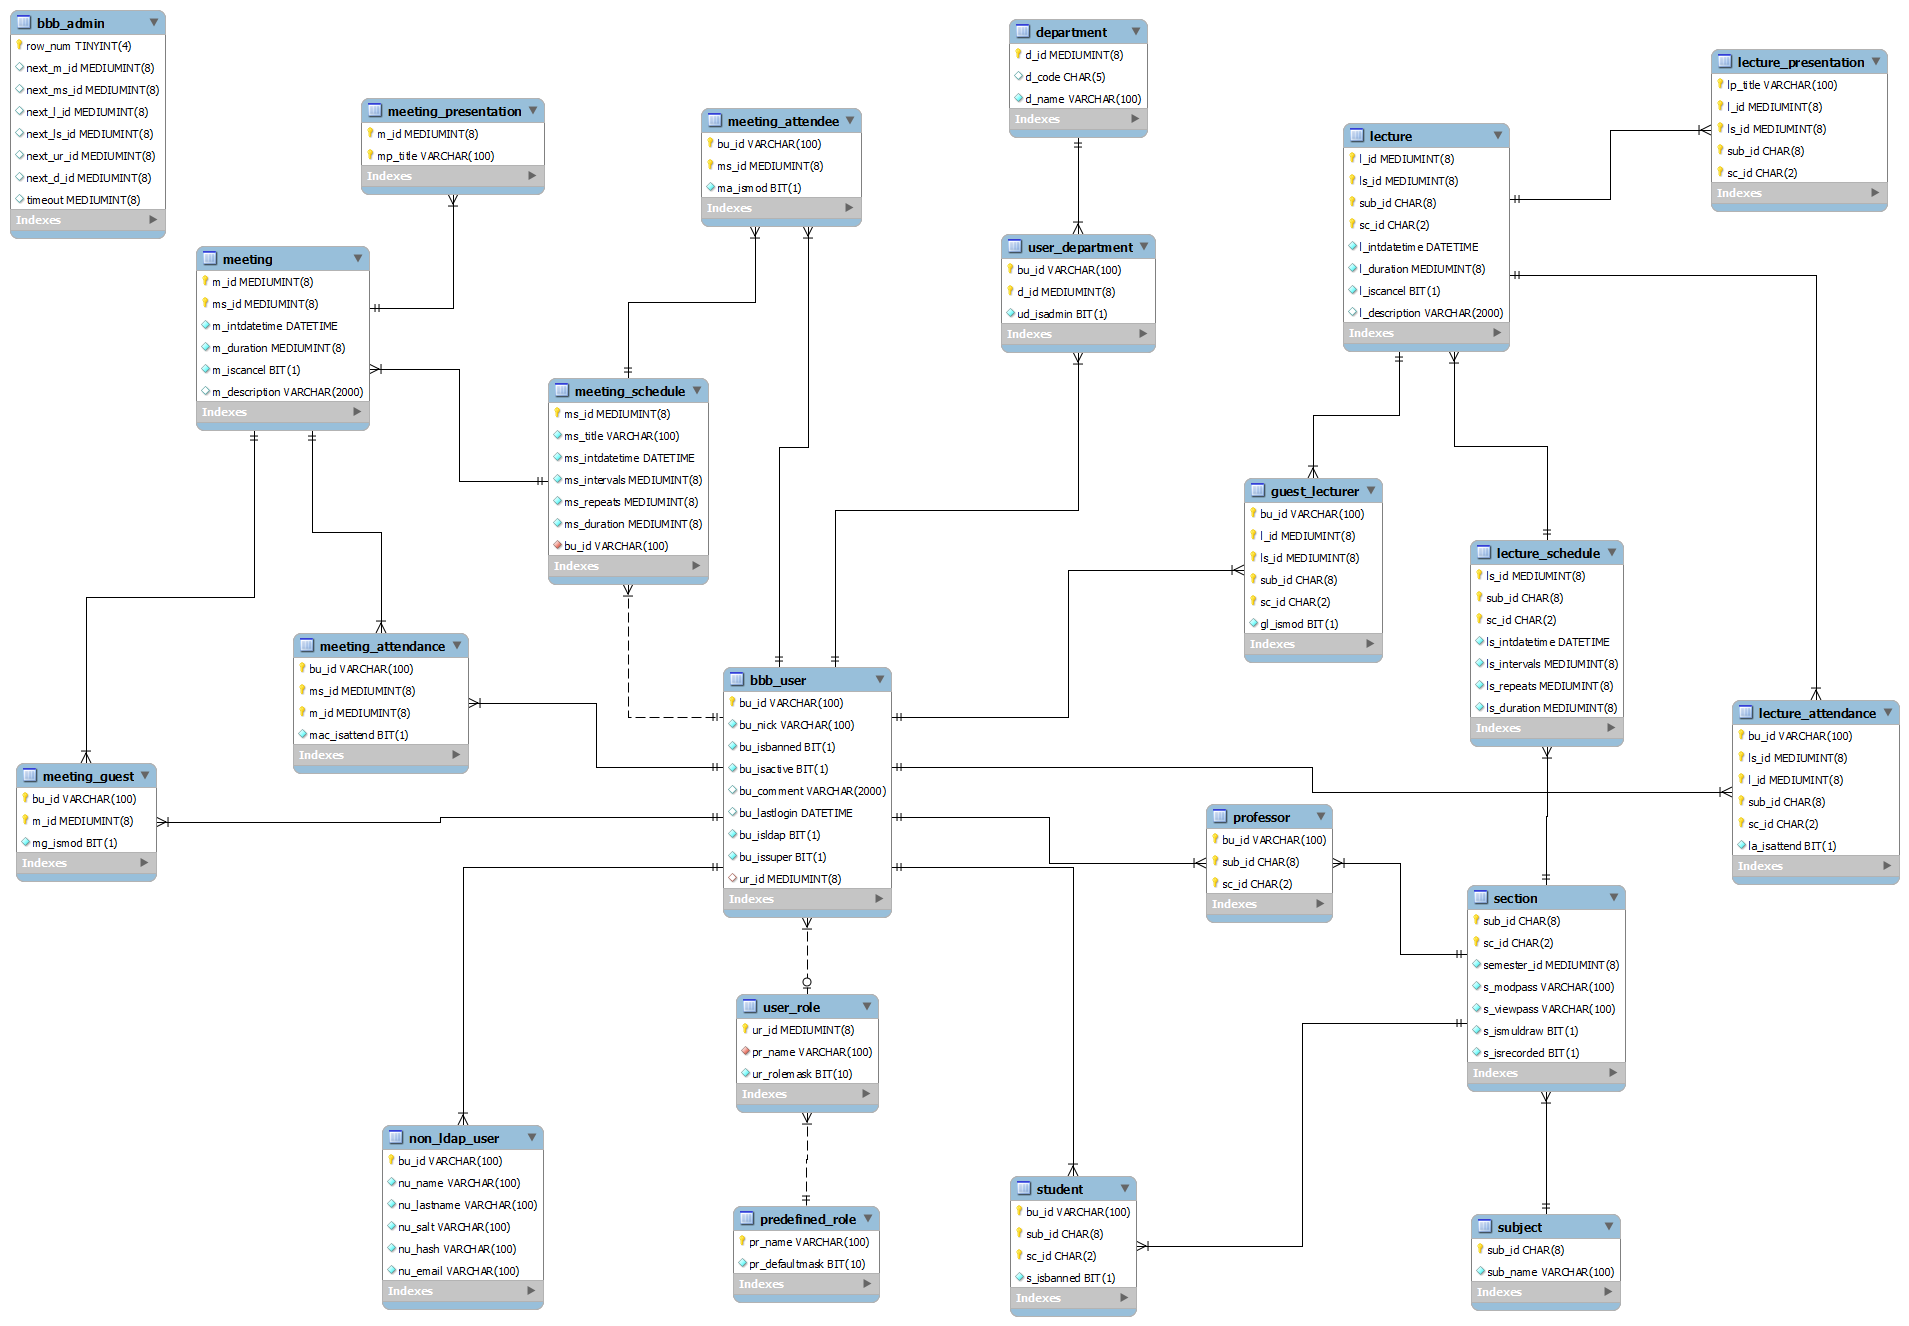 bbb_admin
row_num TINYINT(4)
next_m_id MEDIUMINT(8)
next_ms_id MEDIUMINT(8)
next_l_id MEDIUMINT(8)
next_ls_id MEDIUMINT(8)
next_ur_id MEDIUMINT(8)
next_d_id MEDIUMINT(8)
timeout MEDIUMINT(8)
Indexes
meeting_presentation
m_id MEDIUMINT(8)
mp_title VARCHAR(100)
Indexes
meeting_attendee
bu_id VARCHAR(100)
ms_id MEDIUMINT(8)
ma_ismod BIT(1)
Indexes
department
d_id MEDIUMINT(8)
d_code CHAR(5)
d_name VARCHAR(100)
Indexes
lecture_presentation
lp_title VARCHAR(100)
l_id MEDIUMINT(8)
ls_id MEDIUMINT(8)
sub_id CHAR(8)
sc_id CHAR(2)
Indexes
lecture
l_id MEDIUMINT(8)
ls_id MEDIUMINT(8)
sub_id CHAR(8)
sc_id CHAR(2)
l_intdatetime DATETIME
l_duration MEDIUMINT(8)
l_iscancel BIT(1)
l_description VARCHAR(2000)
Indexes
user_department
bu_id VARCHAR(100)
d_id MEDIUMINT(8)
ud_isadmin BIT(1)
Indexes
meeting
m_id MEDIUMINT(8)
ms_id MEDIUMINT(8)
m_intdatetime DATETIME
m_duration MEDIUMINT(8)
m_iscancel BIT(1)
m_description VARCHAR(2000)
Indexes
meeting_schedule
ms_id MEDIUMINT(8)
ms_title VARCHAR(100)
ms_intdatetime DATETIME
ms_intervals MEDIUMINT(8)
ms_repeats MEDIUMINT(8)
ms_duration MEDIUMINT(8)
bu_id VARCHAR(100)
Indexes
guest_lecturer
bu_id VARCHAR(100)
l_id MEDIUMINT(8)
ls_id MEDIUMINT(8)
sub_id CHAR(8)
sc_id CHAR(2)
gl_ismod BIT(1)
Indexes
lecture_schedule
ls_id MEDIUMINT(8)
sub_id CHAR(8)
sc_id CHAR(2)
ls_intdatetime DATETIME
ls_intervals MEDIUMINT(8)
ls_repeats MEDIUMINT(8)
ls_duration MEDIUMINT(8)
Indexes
meeting_attendance
bu_id VARCHAR(100)
ms_id MEDIUMINT(8)
m_id MEDIUMINT(8)
mac_isattend BIT(1)
Indexes
bbb_user
bu_id VARCHAR(100)
bu_nick VARCHAR(100)
bu_isbanned BIT(1)
bu_isactive BIT(1)
bu_comment VARCHAR(2000)
bu_lastlogin DATETIME
bu_isldap BIT(1)
bu_issuper BIT(1)
ur_id MEDIUMINT(8)
Indexes
lecture_attendance
bu_id VARCHAR(100)
ls_id MEDIUMINT(8)
l_id MEDIUMINT(8)
sub_id CHAR(8)
sc_id CHAR(2)
la_isattend BIT(1)
Indexes
meeting_guest
bu_id VARCHAR(100)
m_id MEDIUMINT(8)
mg_ismod BIT(1)
Indexes
professor
bu_id VARCHAR(100)
sub_id CHAR(8)
sc_id CHAR(2)
Indexes
section
sub_id CHAR(8)
sc_id CHAR(2)
semester_id MEDIUMINT(8)
s_modpass VARCHAR(100)
s_viewpass VARCHAR(100)
s_ismuldraw BIT(1)
s_isrecorded BIT(1)
Indexes
user_role
ur_id MEDIUMINT(8)
pr_name VARCHAR(100)
ur_rolemask BIT(10)
Indexes
non_ldap_user
bu_id VARCHAR(100)
nu_name VARCHAR(100)
nu_lastname VARCHAR(100)
nu_salt VARCHAR(100)
nu_hash VARCHAR(100)
nu_email VARCHAR(100)
Indexes
predefined_role
pr_name VARCHAR(100)
pr_defaultmask BIT(10)
Indexes
student
bu_id VARCHAR(100)
sub_id CHAR(8)
sc_id CHAR(2)
s_isbanned BIT(1)
Indexes
subject
sub_id CHAR(8)
sub_name VARCHAR(100)
Indexes